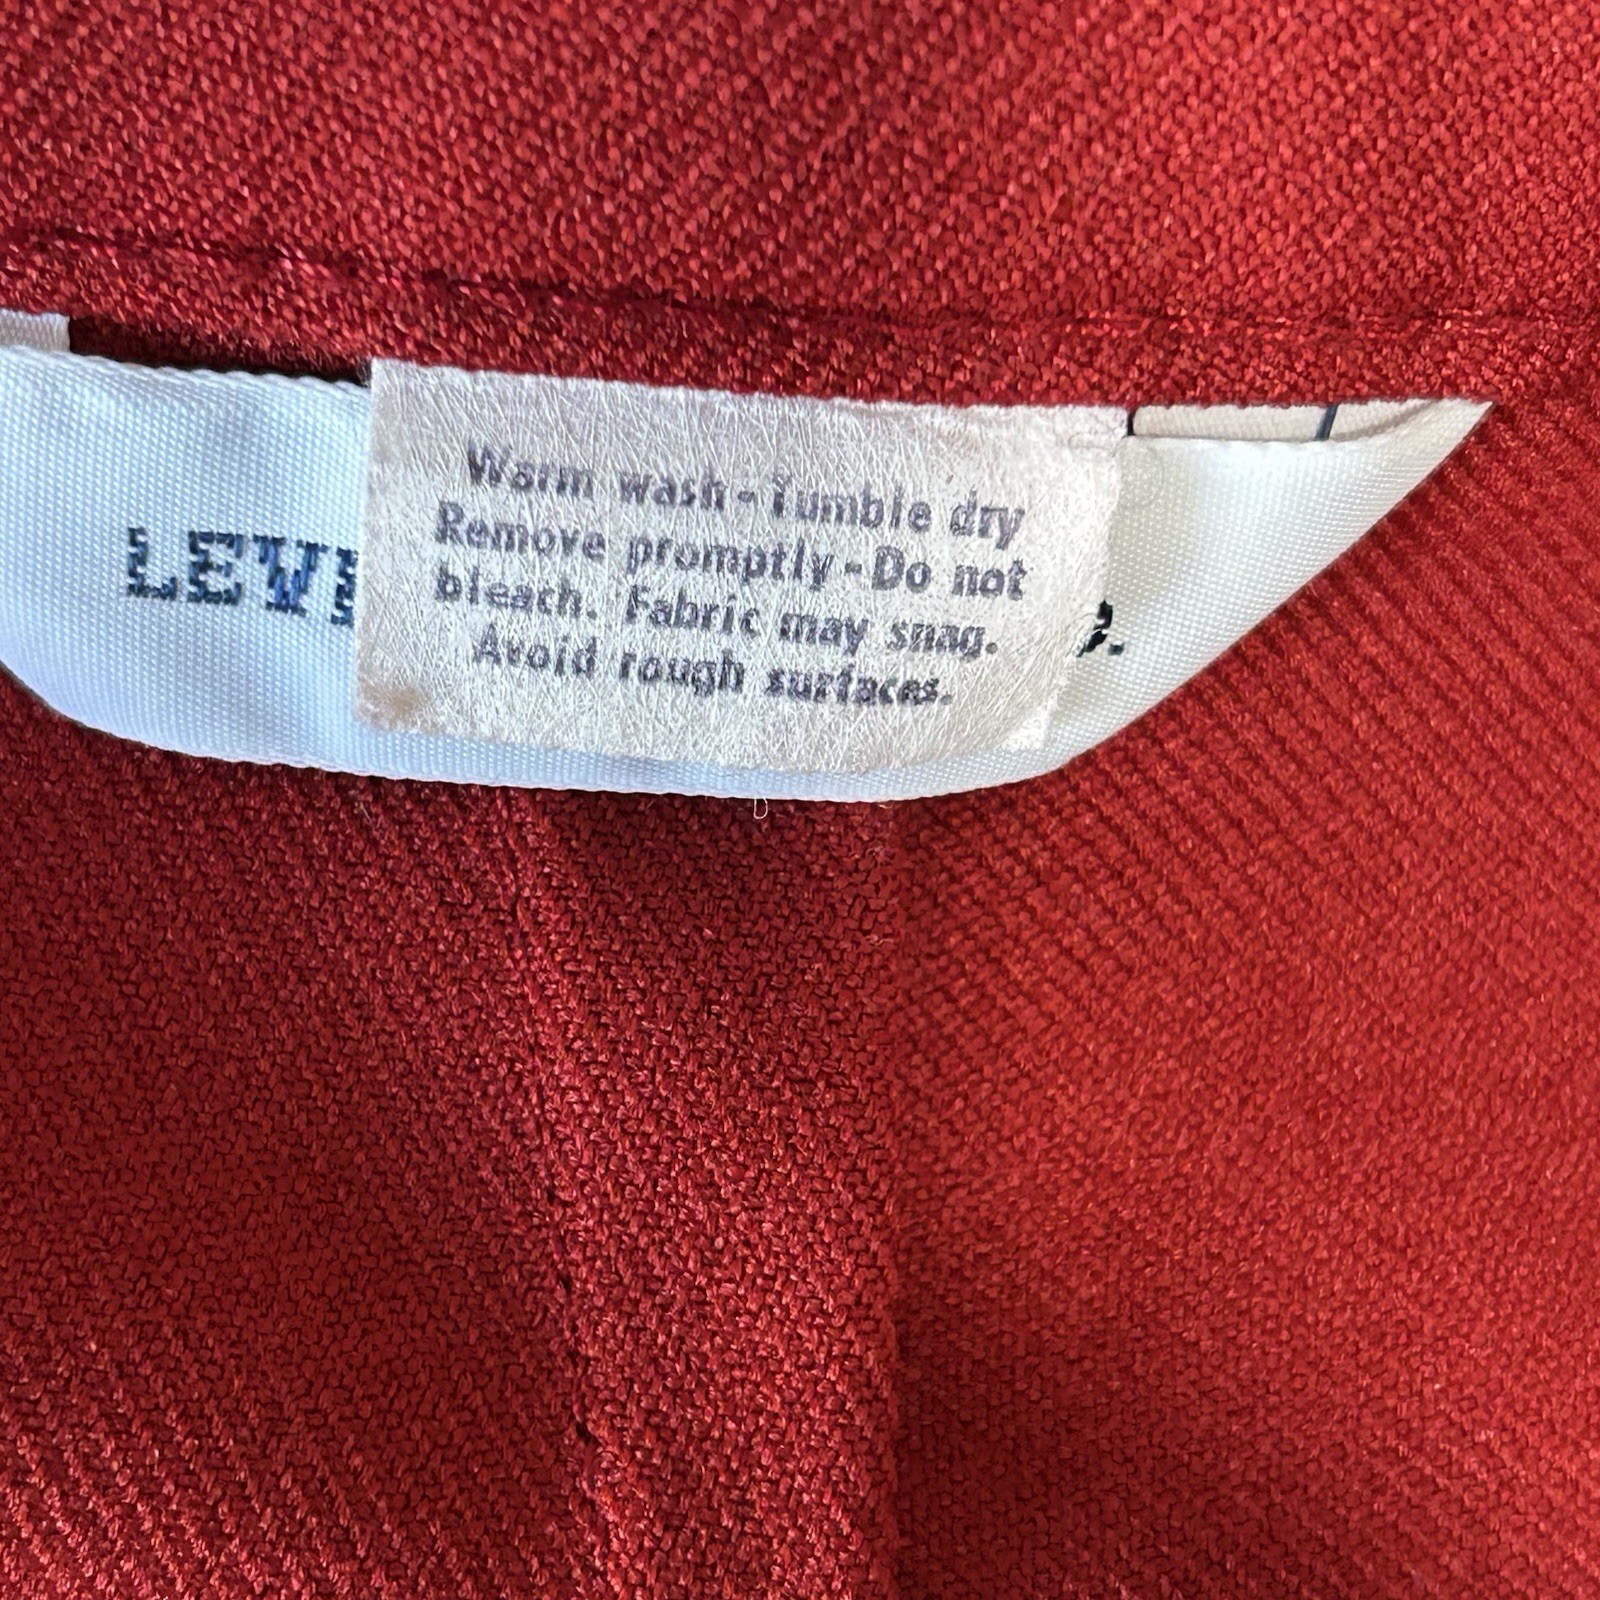 Warm wash - Tumble dry
Remove promptly - Do not
bleach. Fabric may snag.
Avoid rough surfaces.
LEVI